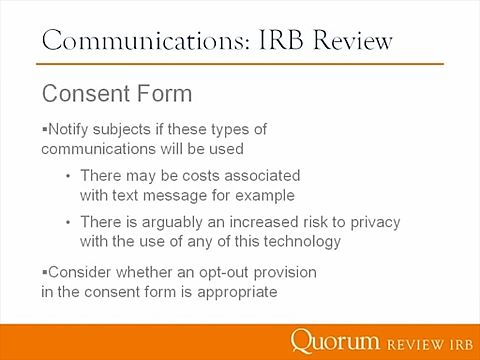 Communications: IRB Review
Consent Form
▪Notify subjects if these types of
communications will be used
• There may be costs associated
with text message for example
• There is arguably an increased risk to privacy
with the use of any of this technology
▪Consider whether an opt-out provision
in the consent form is appropriate
Quorum REVIEW IRB